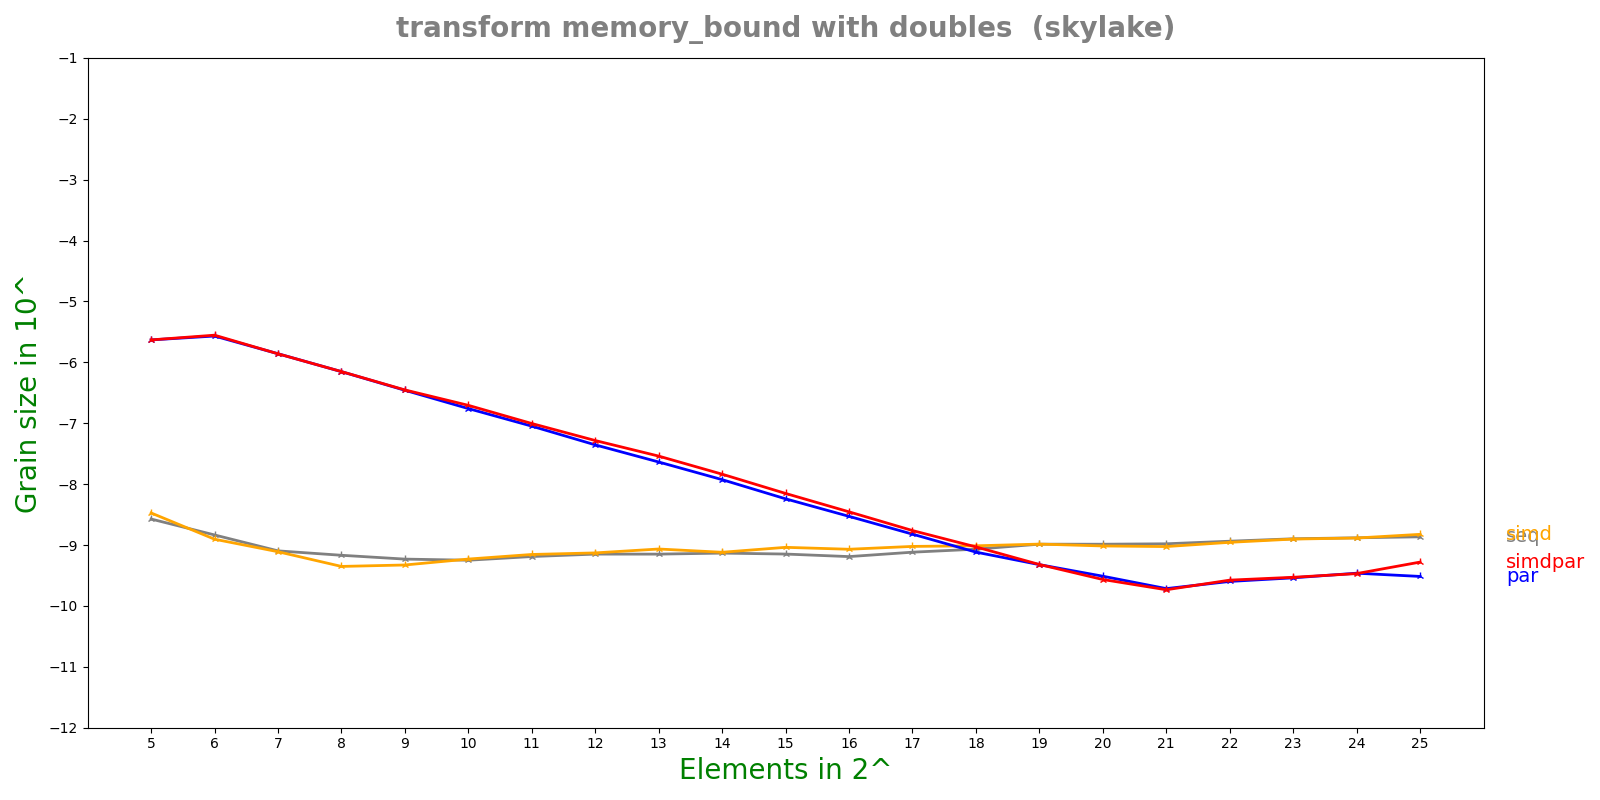 transform memory_bound with doubles  (skylake)
−1
−2
−3
−4
−5
−6
−7
−8
−9
−10
−11
−12
Grain size in 10^
5 6 7 8 9 10 11 12 13 14 15 16 17 18 19 20 21 22 23 24 25
Elements in 2^
simd
seq
simdpar
par